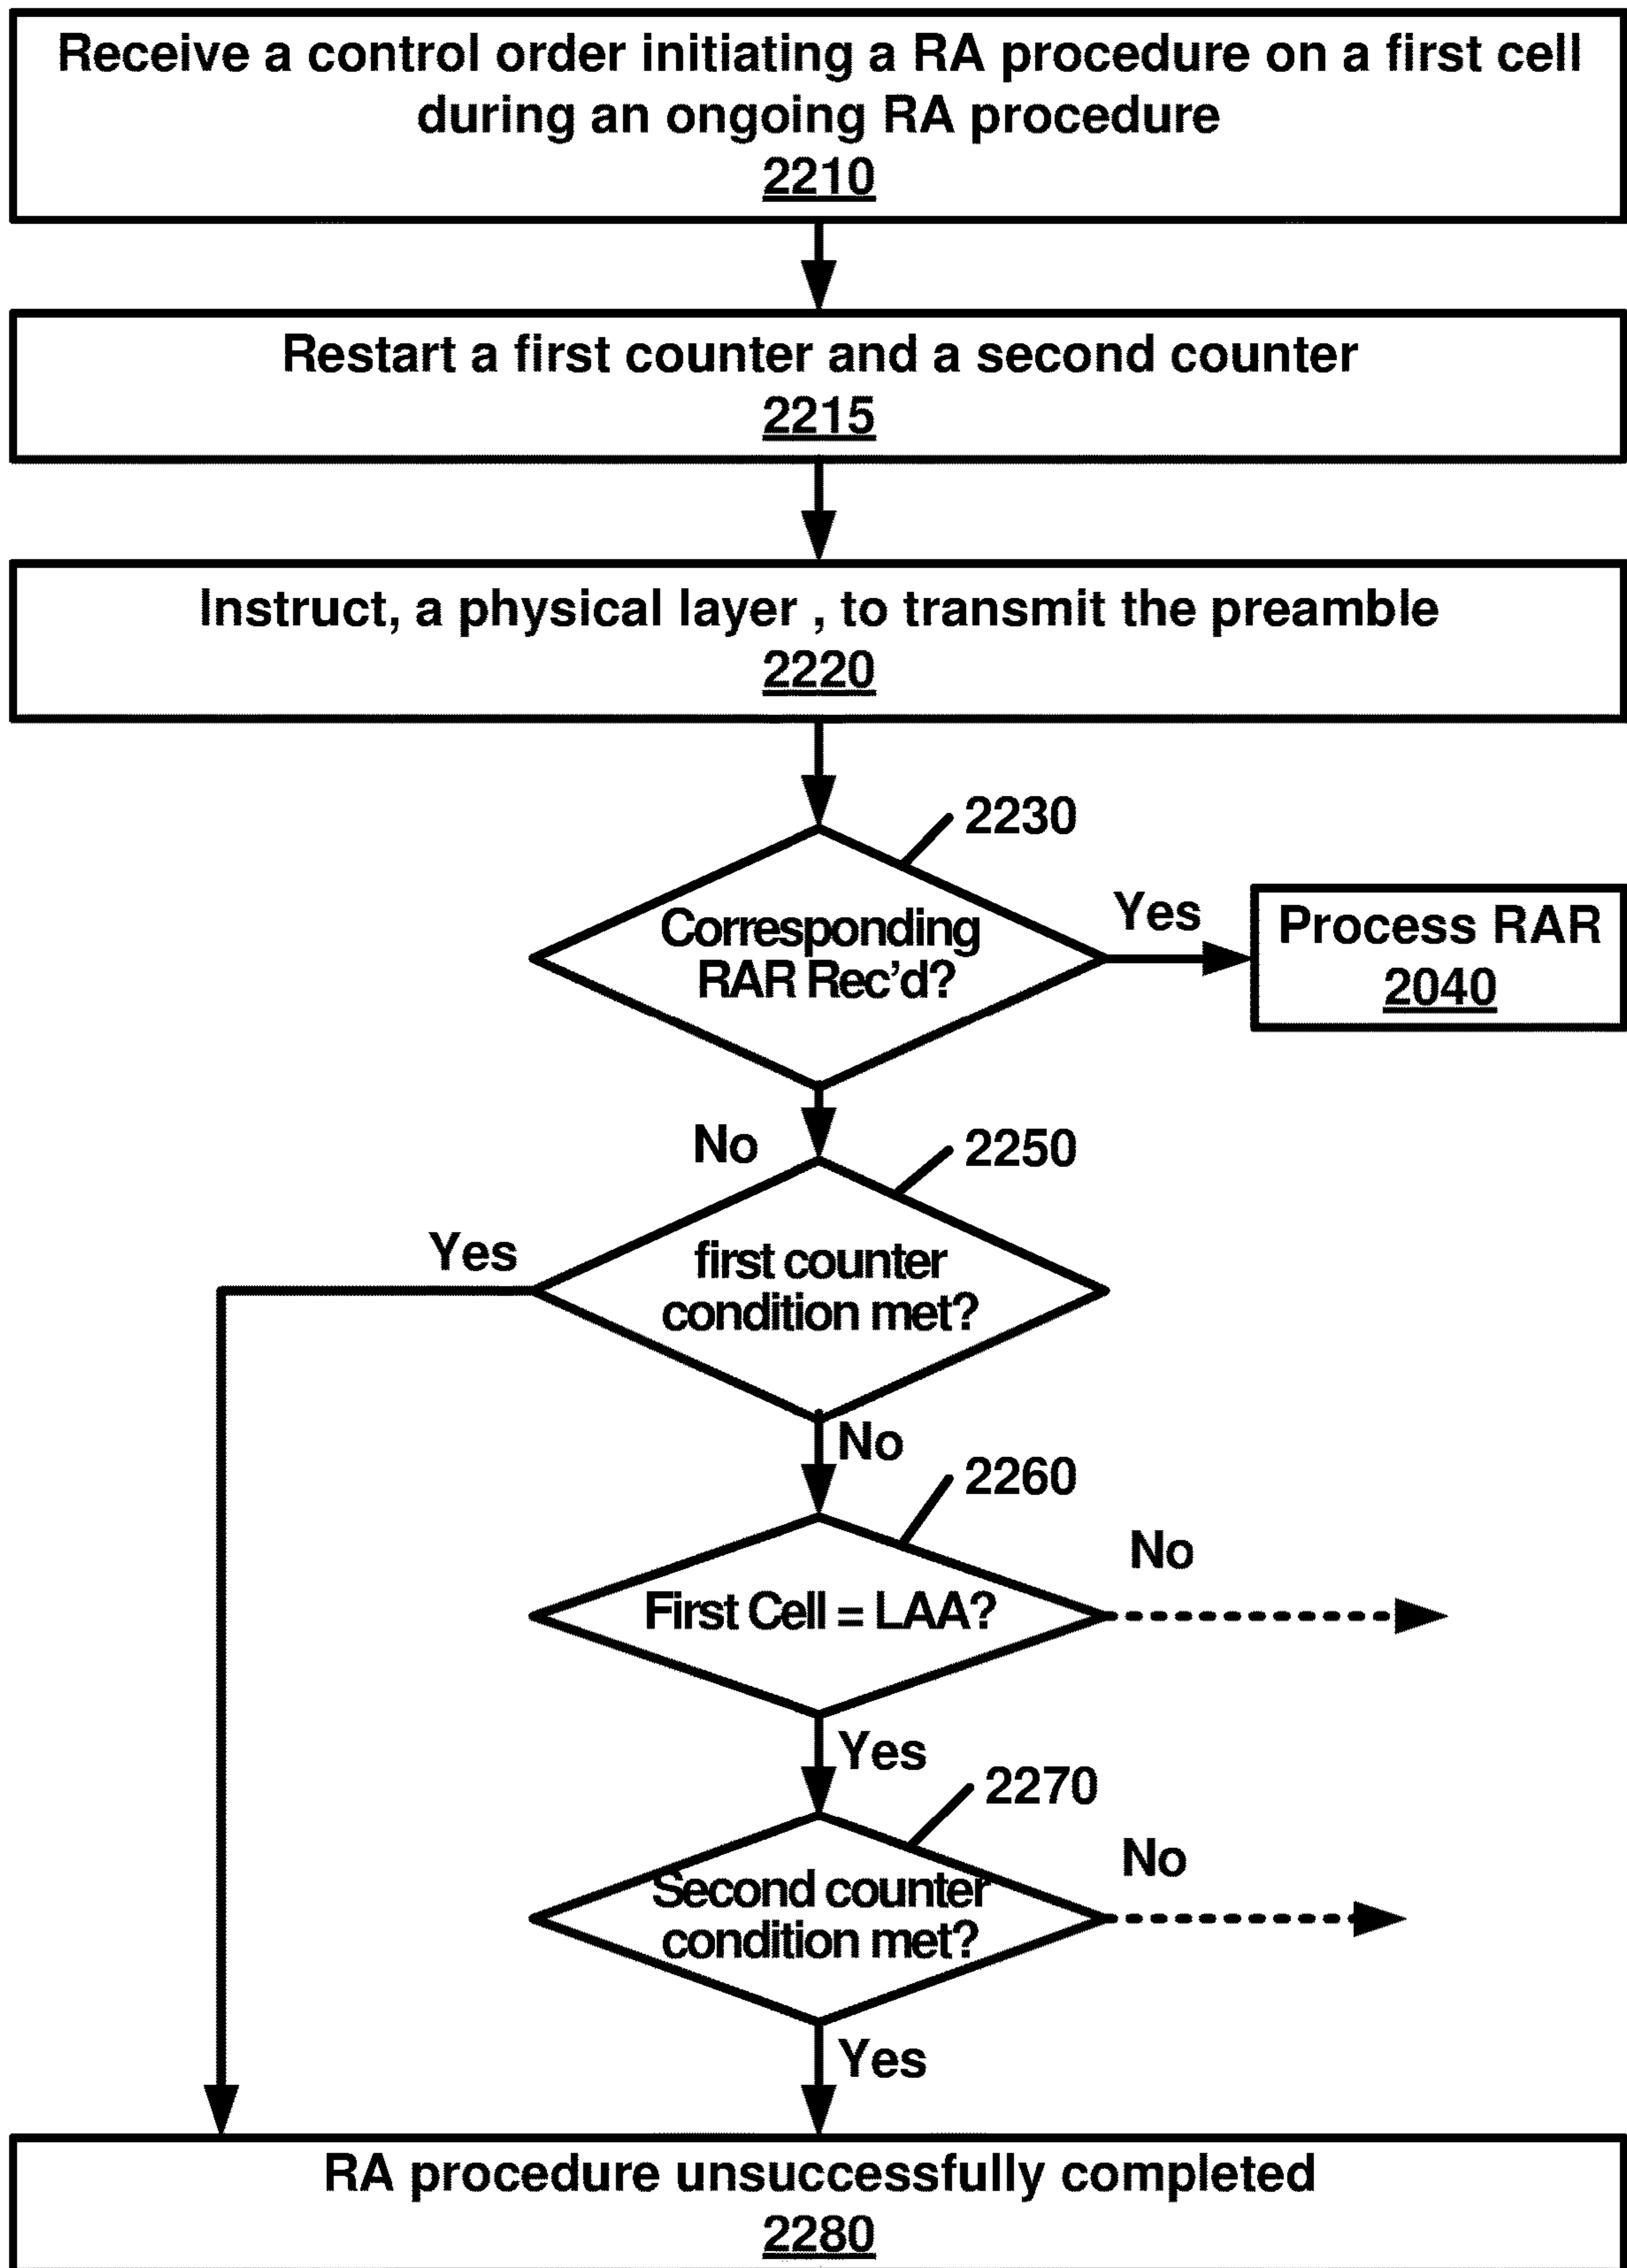 Receive a control order initiating a RA procedure on a first cell
during an ongoing RA procedure
2210
Restart a first counter and a second counter
2215
Instruct, a physical layer , to transmit the preamble
2220
2230
Corresponding
RAR Rec'd?
Yes
Process RAR
2040
No
2250
Yes
first counter
condition met?
No
2260
No
First Cell = LAA?
Yes
2270
No
Second counter
condition met?
Yes
RA procedure unsuccessfully completed
2280